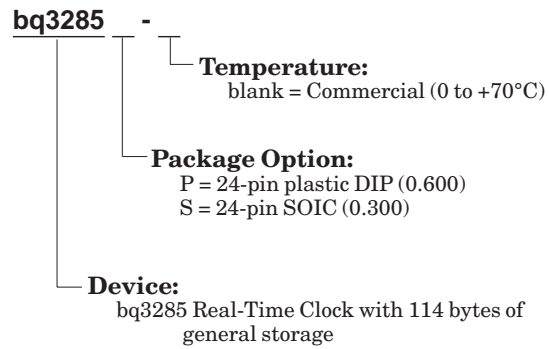 bq3285 _ - _
Temperature:
blank = Commercial (0 to +70°C)
Package Option:
P = 24-pin plastic DIP (0.600)
S = 24-pin SOIC (0.300)
Device:
bq3285 Real-Time Clock with 114 bytes of
general storage